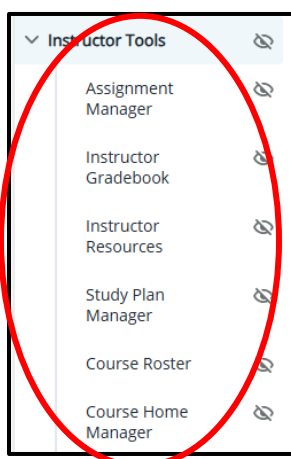 Instructor Tools
Assignment
Manager
Instructor
Gradebook
Instructor
Resources
Study Plan
Manager
Course Roster
Course Home
Manager